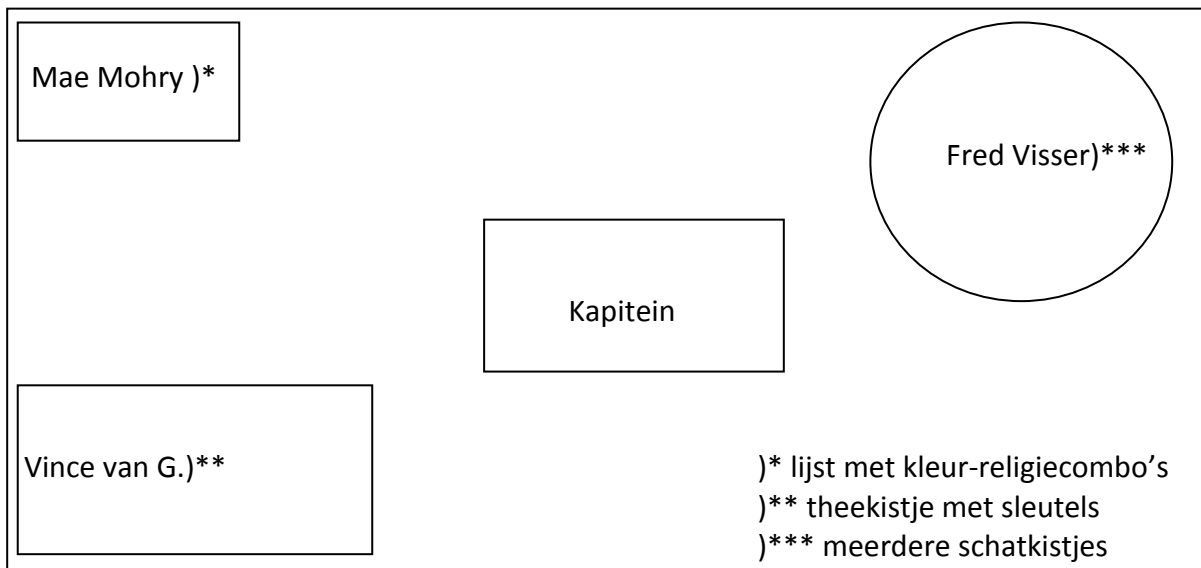 Mae Mohry )*
Fred Visser)***
Kapitein
Vince van G.)**
)* lijst met kleur-religiecombo’s
)** theekistje met sleutels
)*** meerdere schatkistjes